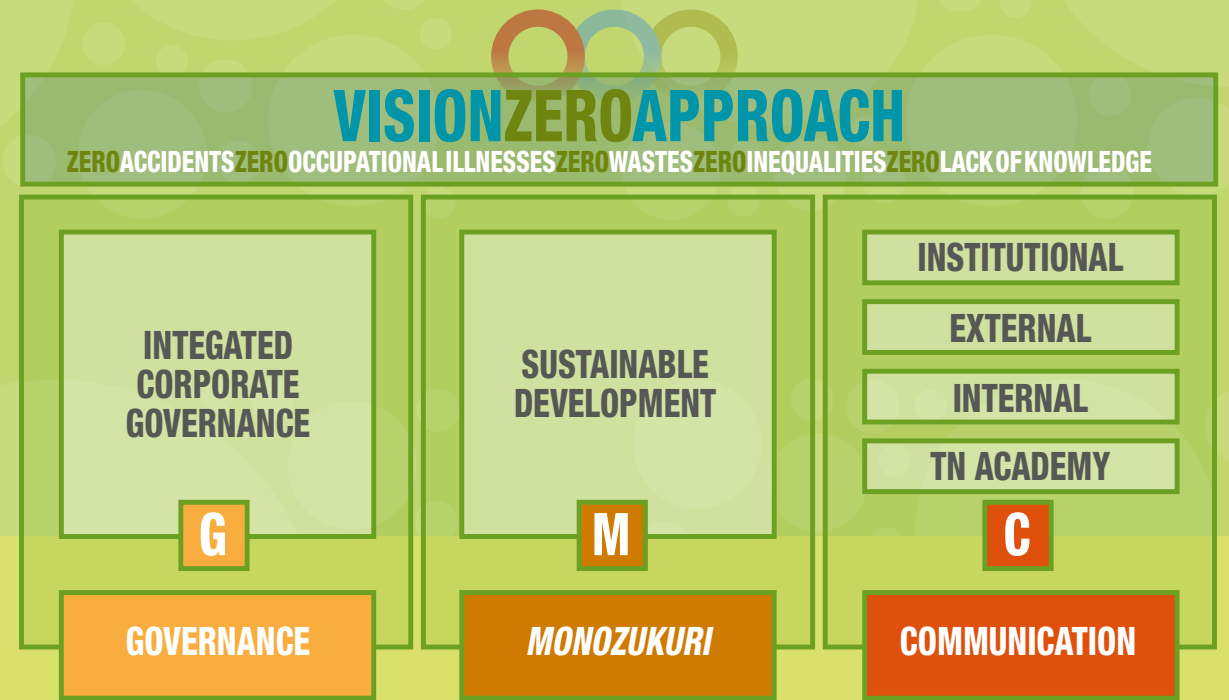 VISIONZEROAPPROACH
ZEROACCIDENTSZEROOCCUPATIONAL ILLNESSESZEROWASTESZEROINEQUALITIESZEROLACK OF KNOWLEDGE
INTEGATED
CORPORATE
GOVERNANCE
G
GOVERNANCE
SUSTAINABLE
DEVELOPMENT
M
MONOZUKURI
INSTITUTIONAL
EXTERNAL
INTERNAL
TN ACADEMY
C
COMMUNICATION